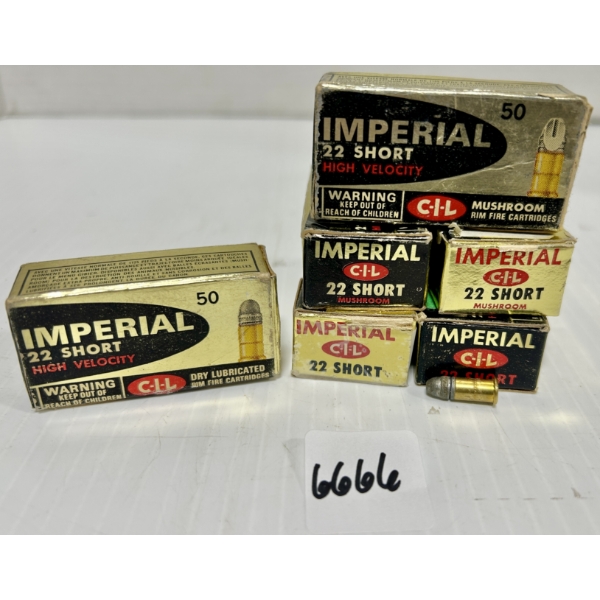 50
IMPERIAL
22 SHORT
HIGH VELOCITY
WARNING
KEEP OUT OF
REACH OF CHILDREN
C-I-L
MUSHROOM
RIM FIRE CARTRIDGES
IMPERIAL
C-I-L
22 SHORT
MUSHROOM
IMPERIAL
C-I-L
22 SHORT
MUSHROOM
IMPERIAL
C-I-L
22 SHORT
IMPERIAL
C-I-L
22 SHORT
50
IMPERIAL
22 SHORT
HIGH VELOCITY
WARNING
KEEP OUT OF
REACH OF CHILDREN
C-I-L
DRY LUBRICATED
RIM FIRE CARTRIDGES
6666